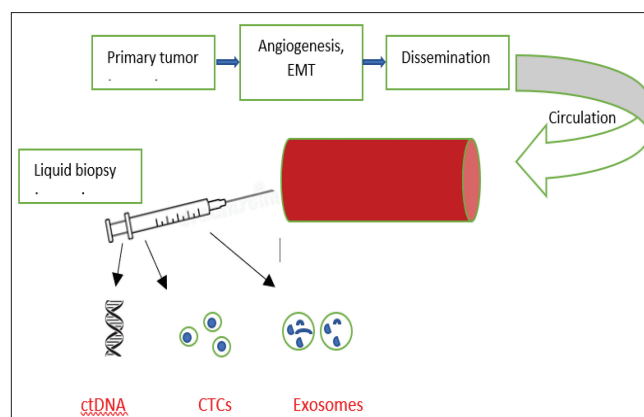 Primary tumor
Angiogenesis,
EMT
Dissemination
Circulation
Liquid biopsy
ctDNA
CTCs
Exosomes